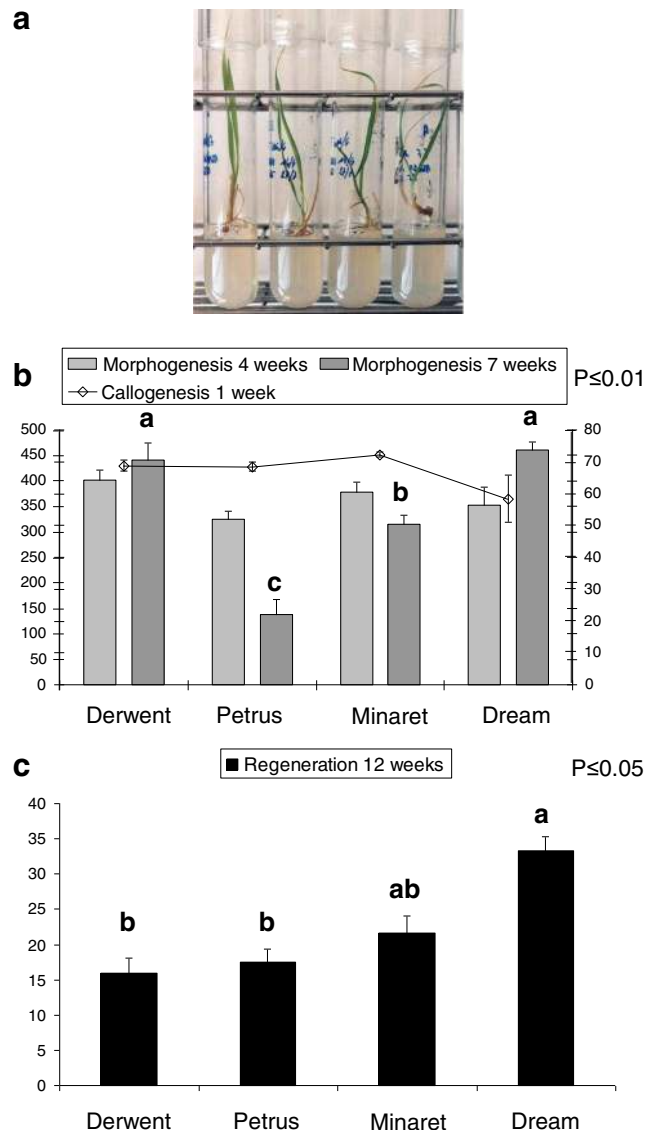 a
b
Morphogenesis 4 weeks Morphogenesis 7 weeks
Callogenesis 1 week
P≤0.01
500
450
400
350
300
250
200
150
100
50
0
a
c
b
a
80
70
60
50
40
30
20
10
0
Derwent Petrus Minaret Dream
c
Regeneration 12 weeks
P≤0.05
40
35
30
25
20
15
10
5
0
b b ab a
Derwent Petrus Minaret Dream